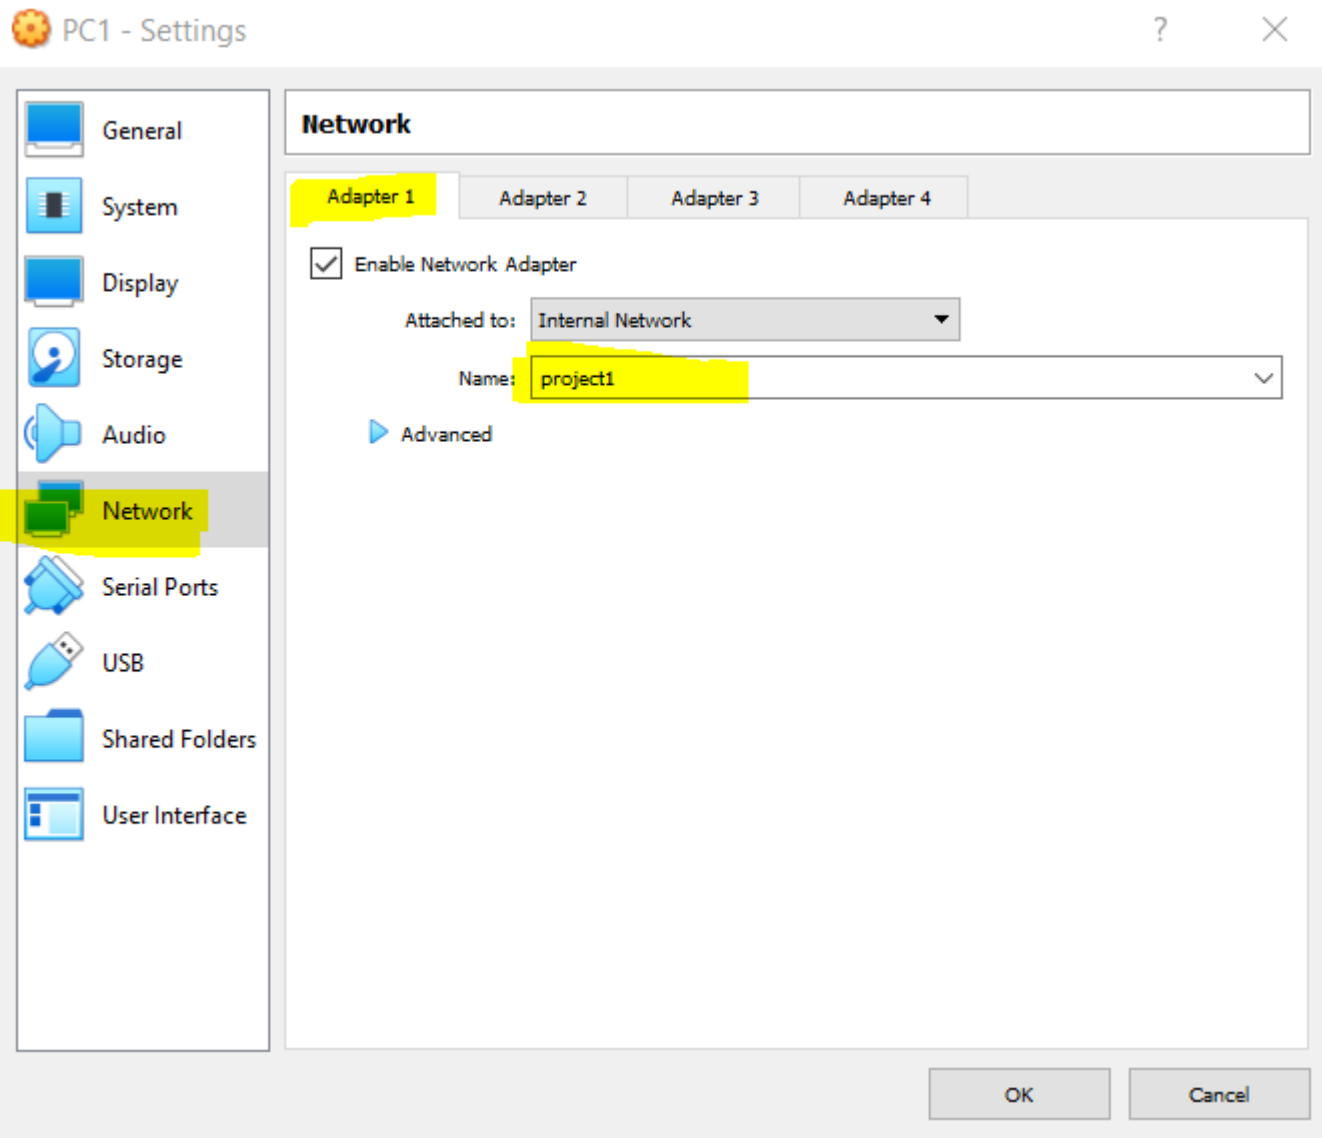 PC1 - Settings
?
General
System
Display
Storage
Audio
Network
Serial Ports
USB
Shared Folders
User Interface
Network
Adapter 1 Adapter 2 Adapter 3 Adapter 4
Enable Network Adapter
Attached to: Internal Network
Name: project1
Advanced
OK Cancel